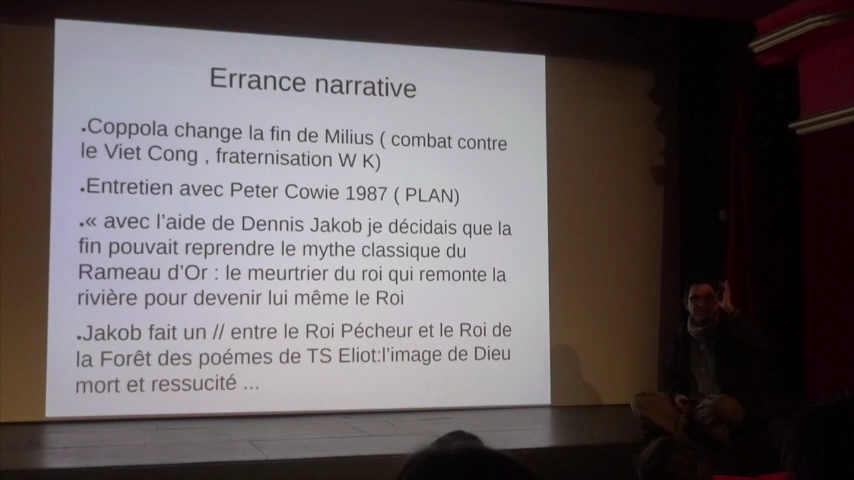 Errance narrative
.Coppola change la fin de Milius ( combat contre
le Viet Cong , fraternisation W K)
.Entretien avec Peter Cowie 1987 ( PLAN)
.« avec l'aide de Dennis Jakob je décidais que la
fin pouvait reprendre le mythe classique du
Rameau d'Or : le meurtrier du roi qui remonte la
rivière pour devenir lui même le Roi
.Jakob fait un // entre le Roi Pécheur et le Roi de
la Forêt des poémes de TS Eliot:l'image de Dieu
mort et ressucité ...